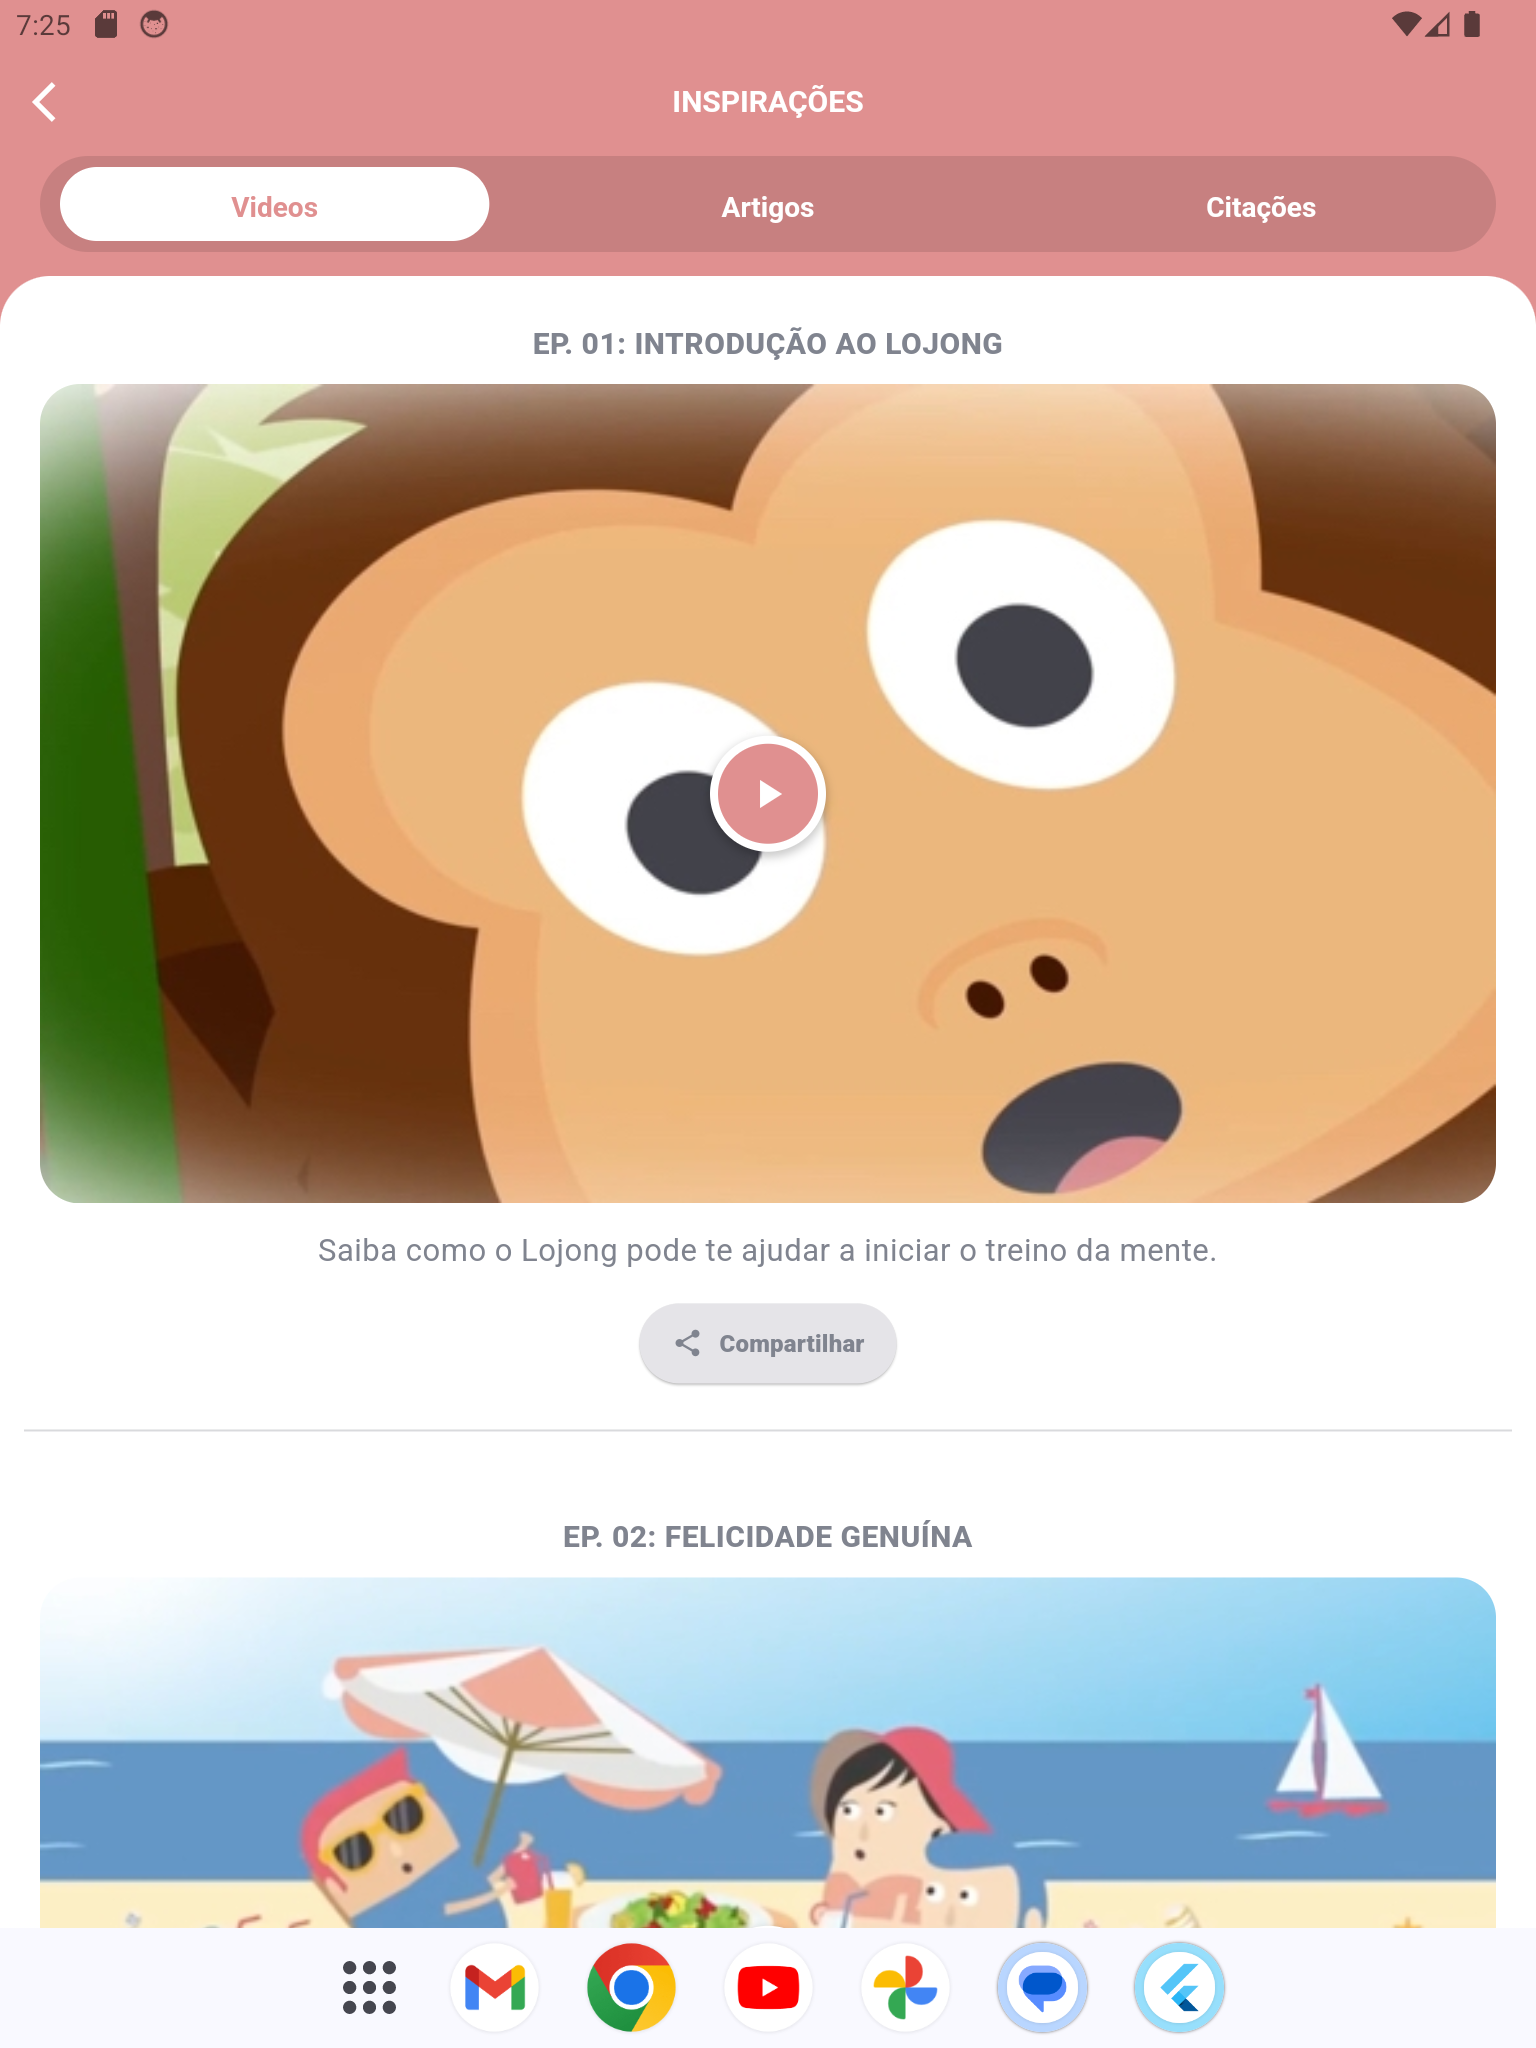 7:25
INSPIRAÇÕES
Videos
Artigos
Citações
EP. 01: INTRODUÇÃO AO LOJONG
Saiba como o Lojong pode te ajudar a iniciar o treino da mente.
Compartilhar
EP. 02: FELICIDADE GENUÍNA